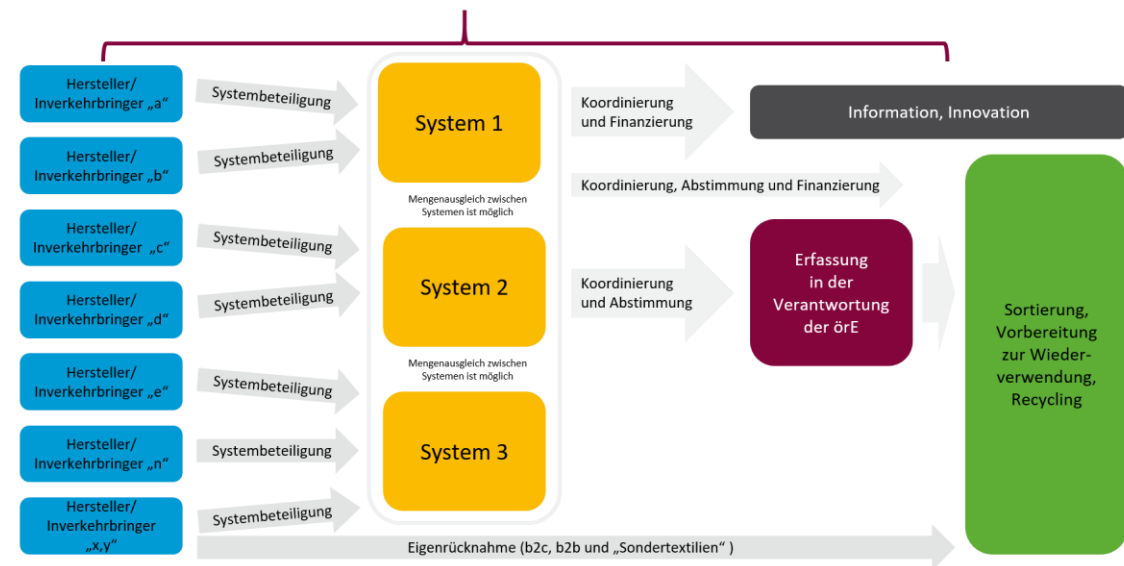 Hersteller/
Inverkehrbringer „a“
Hersteller/
Inverkehrbringer „b“
Hersteller/
Inverkehrbringer „c“
Hersteller/
Inverkehrbringer „d“
Hersteller/
Inverkehrbringer „e“
Hersteller/
Inverkehrbringer „n“
Hersteller/
Inverkehrbringer
„x,y“
Systembeteiligung
Systembeteiligung
Systembeteiligung
Systembeteiligung
Systembeteiligung
Systembeteiligung
Systembeteiligung
System 1
Mengenausgleich zwischen
Systemen ist möglich
System 2
Mengenausgleich zwischen
Systemen ist möglich
System 3
Koordinierung
und Finanzierung
Information, Innovation
Koordinierung, Abstimmung und Finanzierung
Koordinierung
und Abstimmung
Erfassung
in der
Verantwortung
der örE
Sortierung,
Vorbereitung
zur Wieder-
verwendung,
Recycling
Eigenrücknahme (b2c, b2b und „Sondertextilien“ )